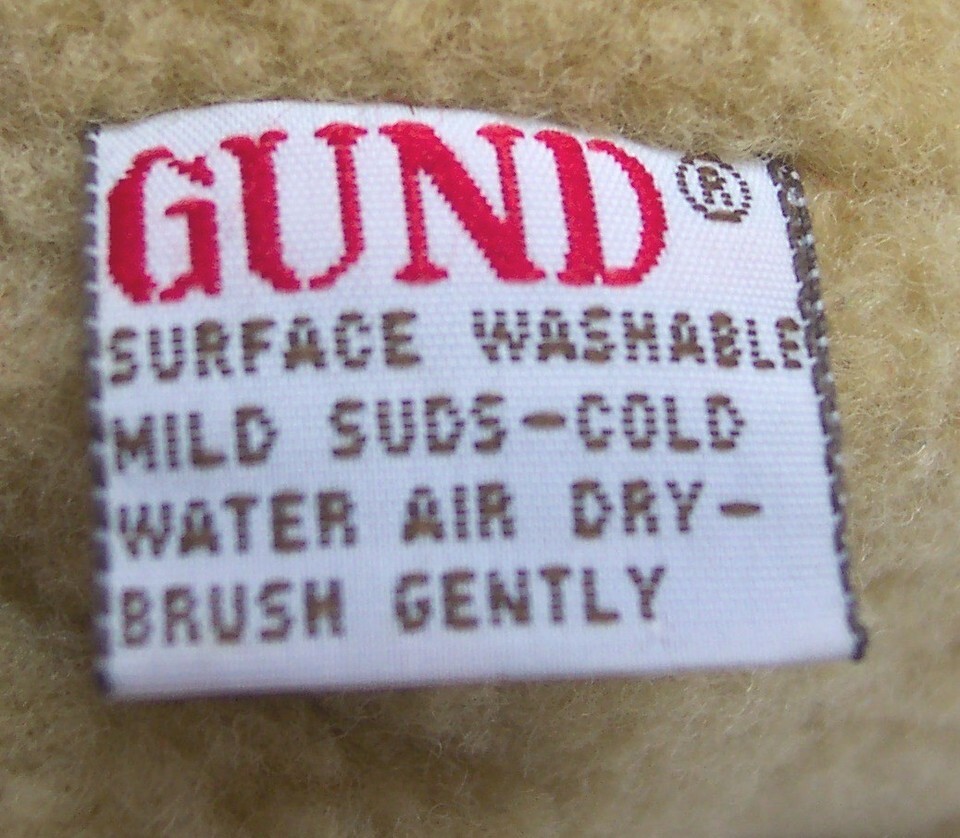 GUND®
SURFACE WASHABLE
MILD SUDS-COLD
WATER AIR DRY-
BRUSH GENTLY